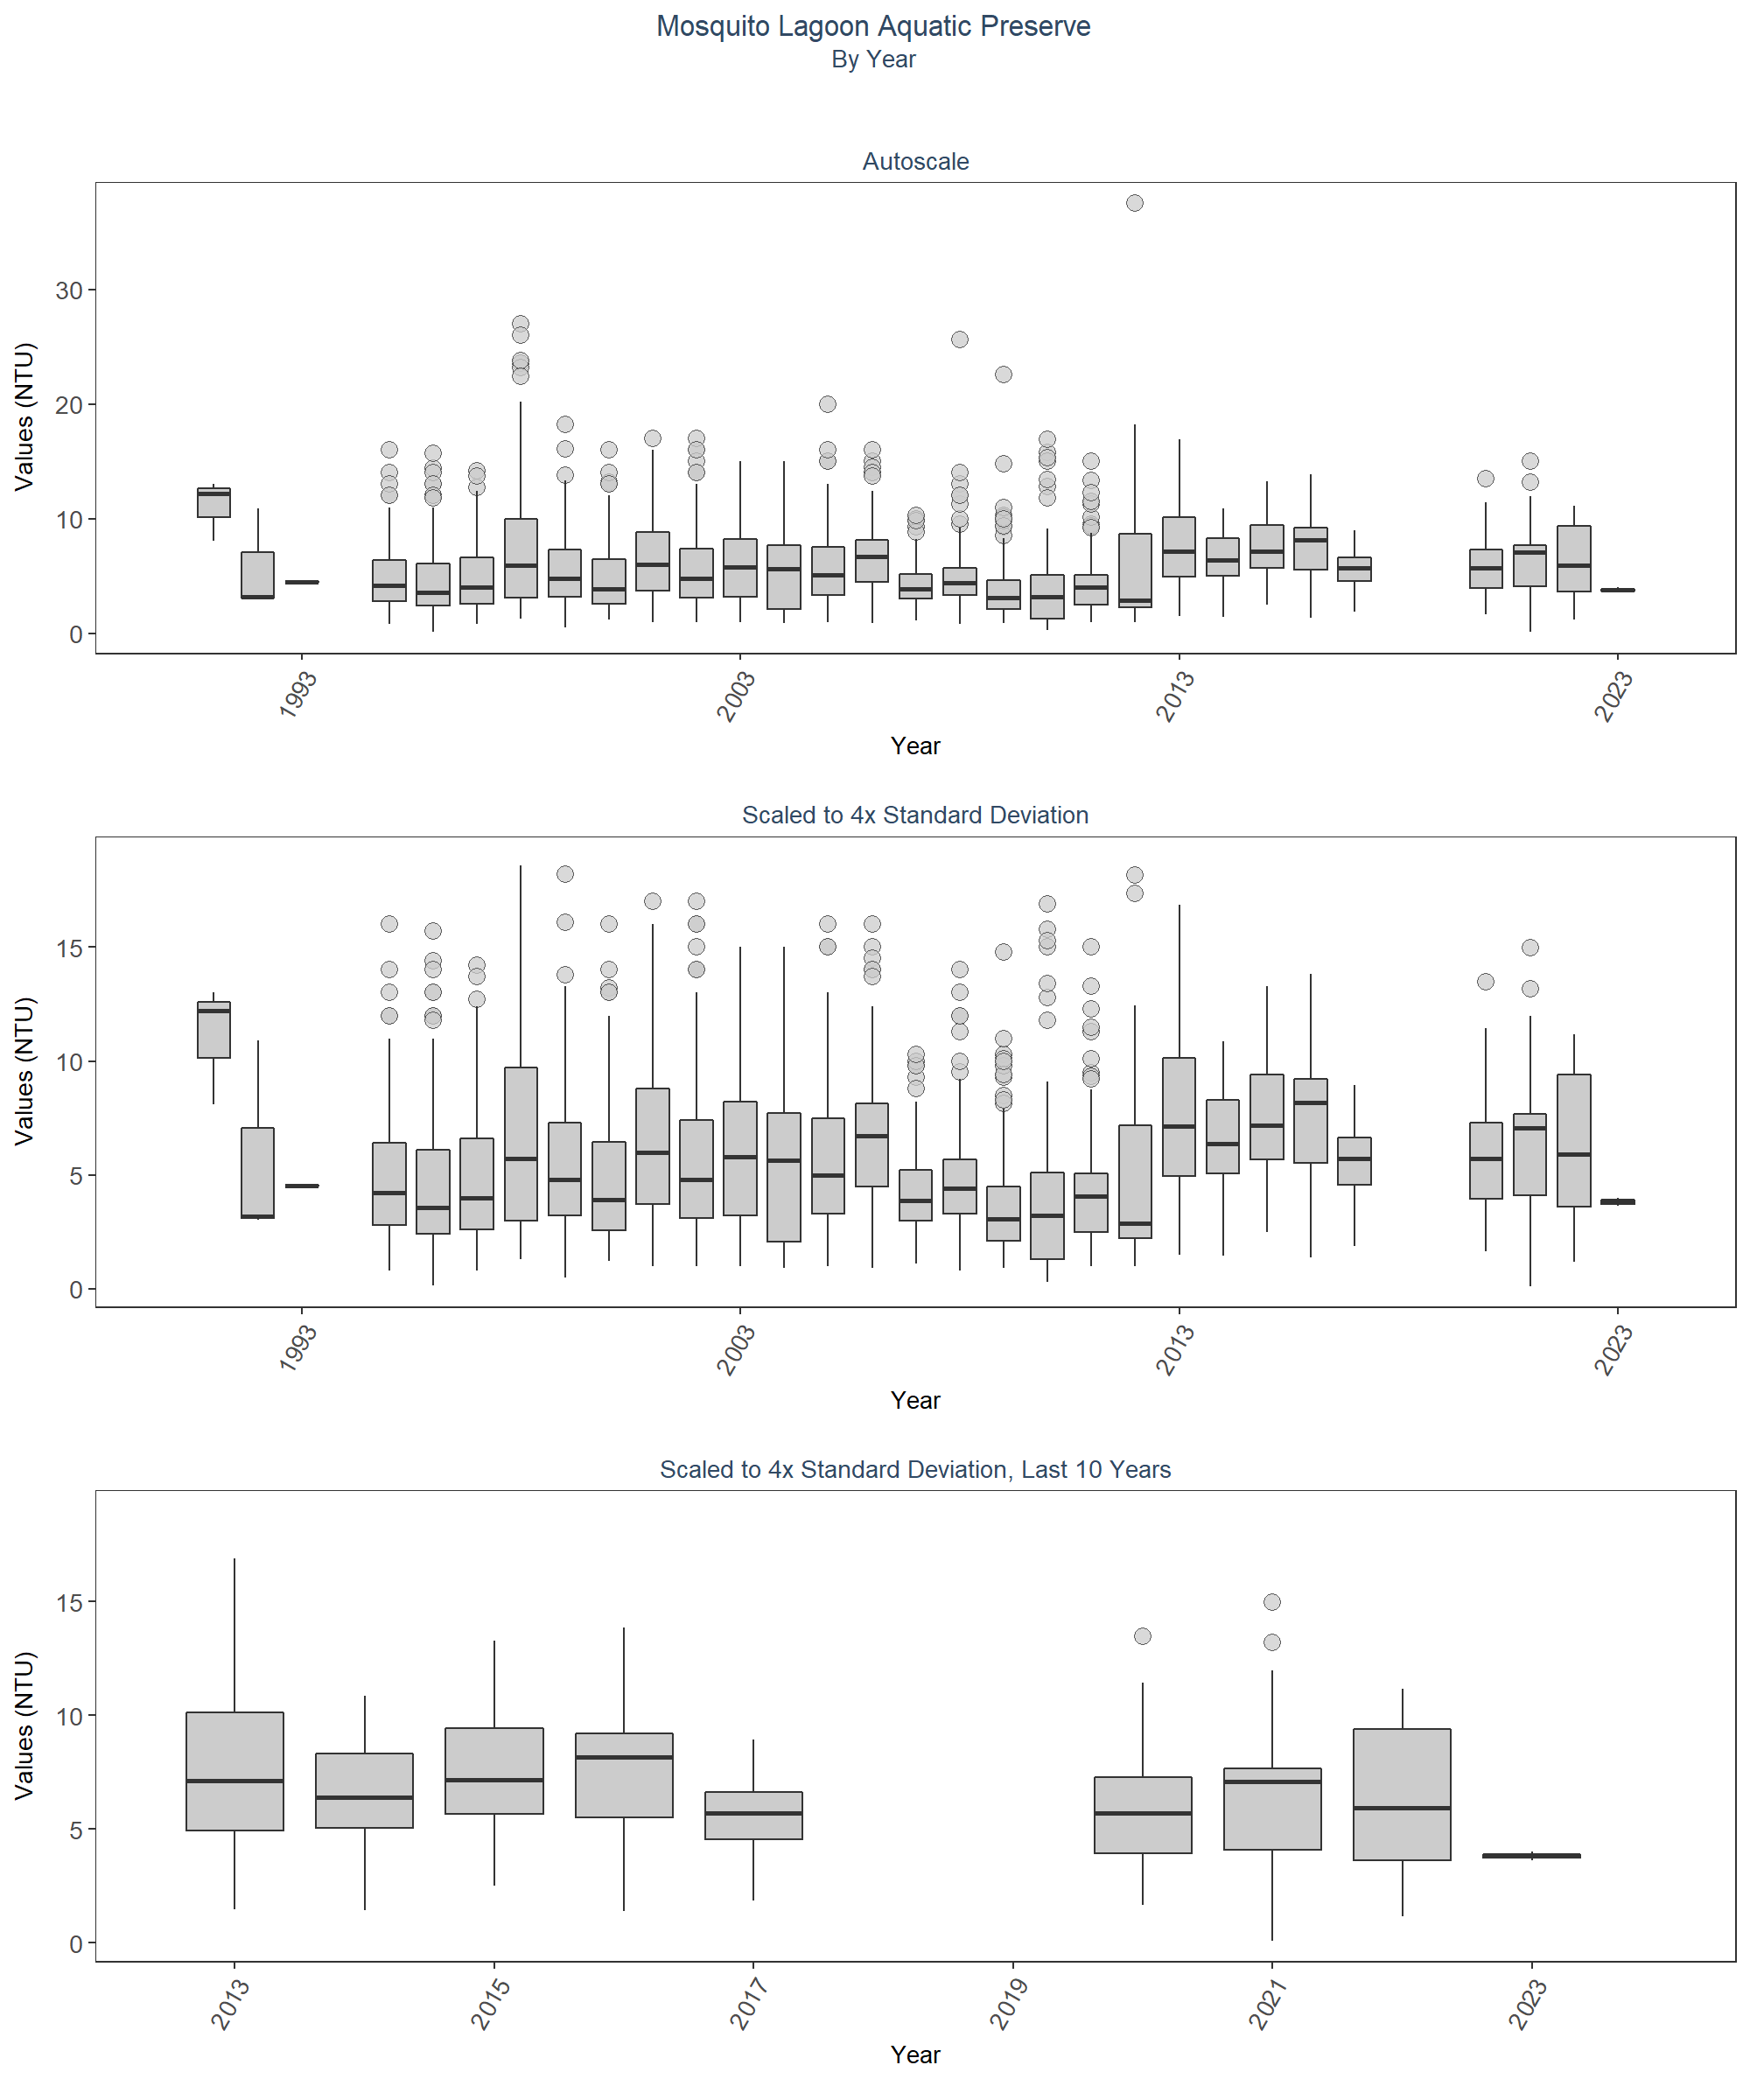 Mosquito Lagoon Aquatic Preserve
By Year
Autoscale
Values (NTU)
30
20
10
0
1993
2003
2013
2023
Year
Scaled to 4x Standard Deviation
Values (NTU)
15
10
5
0
1993
2003
2013
2023
Year
Scaled to 4x Standard Deviation, Last 10 Years
Values (NTU)
15
10
5
0
2013
2015
2017
2019
2021
2023
Year